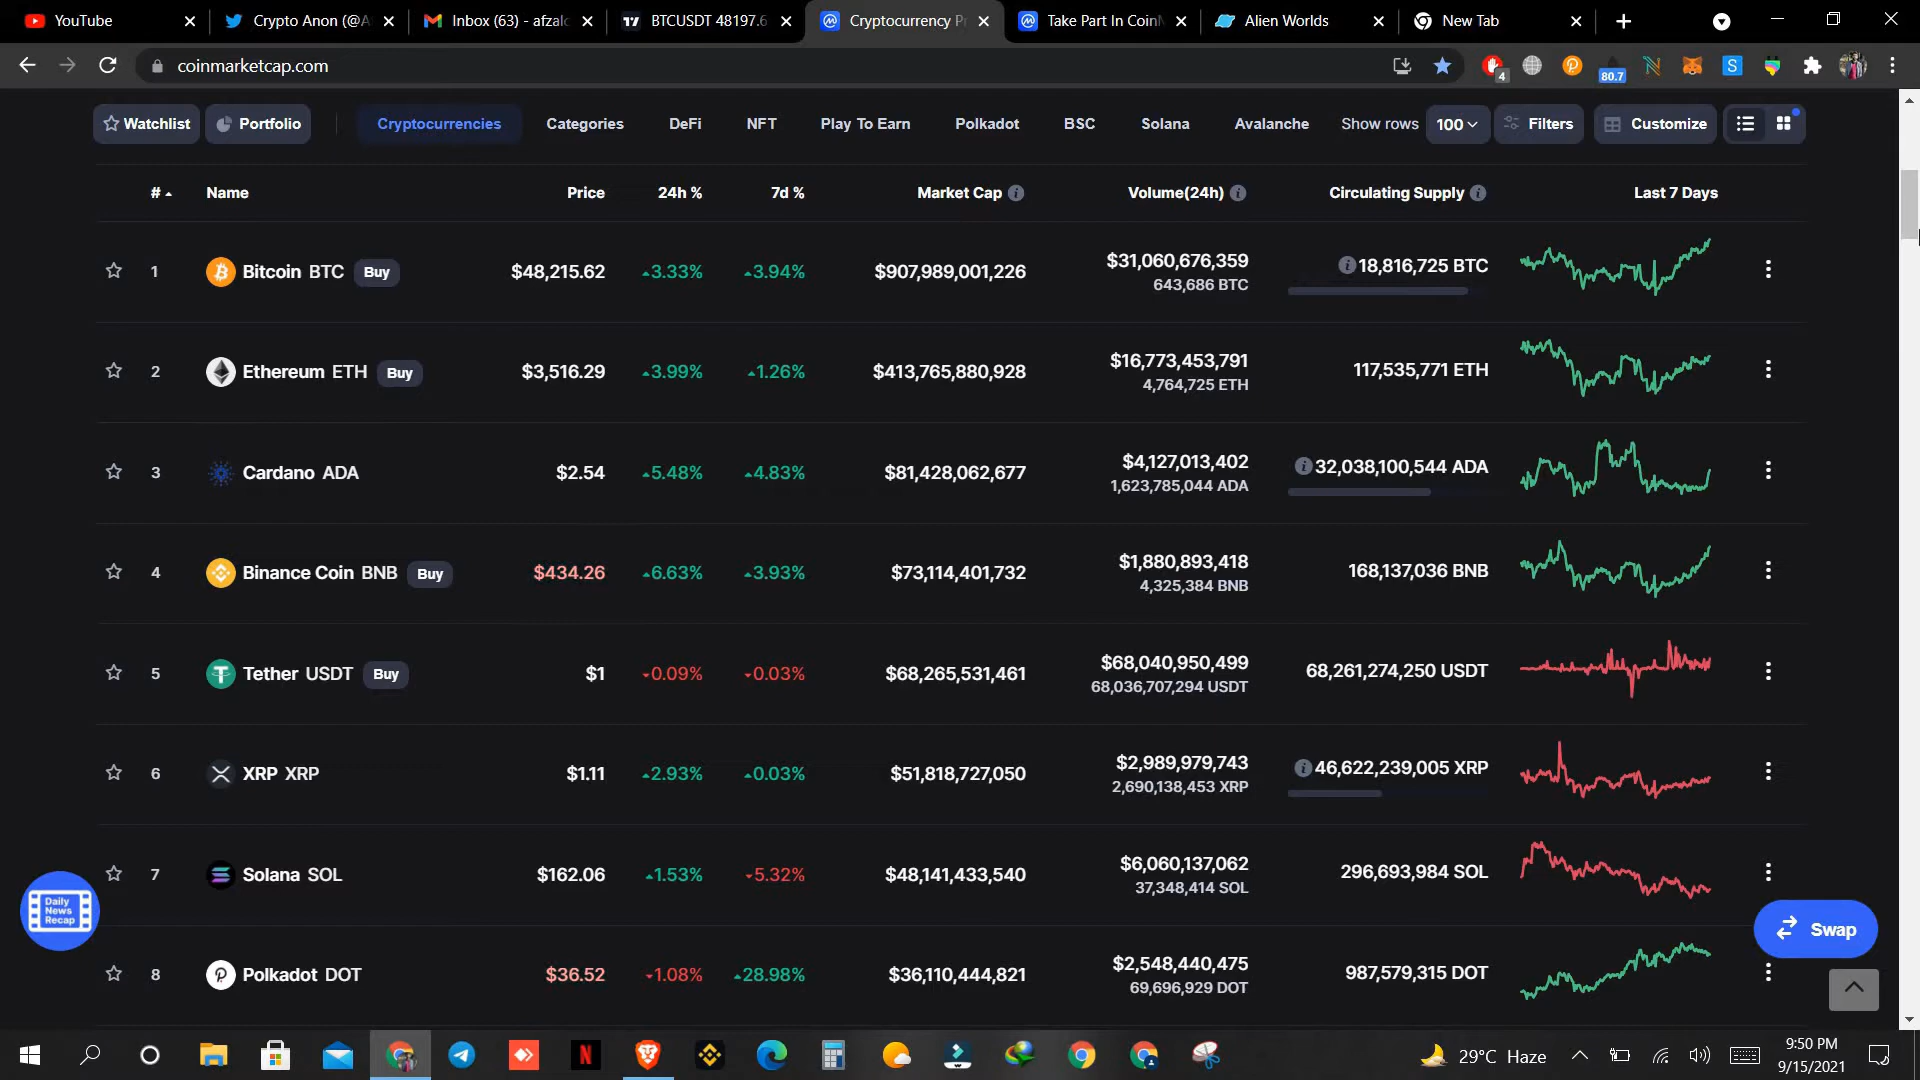 YouTube
Crypto Anon (@A
Inbox (63) - afzal
BTCUSDT 48197.6
Cryptocurrency P
Take Part In Coin
Alien Worlds
New Tab
coinmarketcap.com
4
80.7
Watchlist
Portfolio
Cryptocurrencies
Categories
DeFi
NFT
Play To Earn
Polkadot
BSC
Solana
Avalanche
Show rows
100
Filters
Customize
# Name Price 24h % 7d % Market Cap Volume(24h) Circulating Supply Last 7 Days
1 Bitcoin BTC Buy $48,215.62 3.33% 3.94% $907,989,001,226 $31,060,676,359 18,816,725 BTC
643,686 BTC
2 Ethereum ETH Buy $3,516.29 3.99% 1.26% $413,765,880,928 $16,773,453,791 117,535,771 ETH
4,764,725 ETH
3 Cardano ADA $2.54 5.48% 4.83% $81,428,062,677 $4,127,013,402 32,038,100,544 ADA
1,623,785,044 ADA
4 Binance Coin BNB Buy $434.26 6.63% 3.93% $73,114,401,732 $1,880,893,418 168,137,036 BNB
4,325,384 BNB
5 Tether USDT Buy $1 0.09% 0.03% $68,265,531,461 $68,040,950,499 68,261,274,250 USDT
68,036,707,294 USDT
6 XRP XRP $1.11 2.93% 0.03% $51,818,727,050 $2,989,979,743 46,622,239,005 XRP
2,690,138,453 XRP
7 Solana SOL $162.06 1.53% 5.32% $48,141,433,540 $6,060,137,062 296,693,984 SOL
37,348,414 SOL
Daily
News
Recap
Swap
8 Polkadot DOT $36.52 1.08% 28.98% $36,110,444,821 $2,548,440,475 987,579,315 DOT
69,696,929 DOT
29°C Haze
9:50 PM
9/15/2021